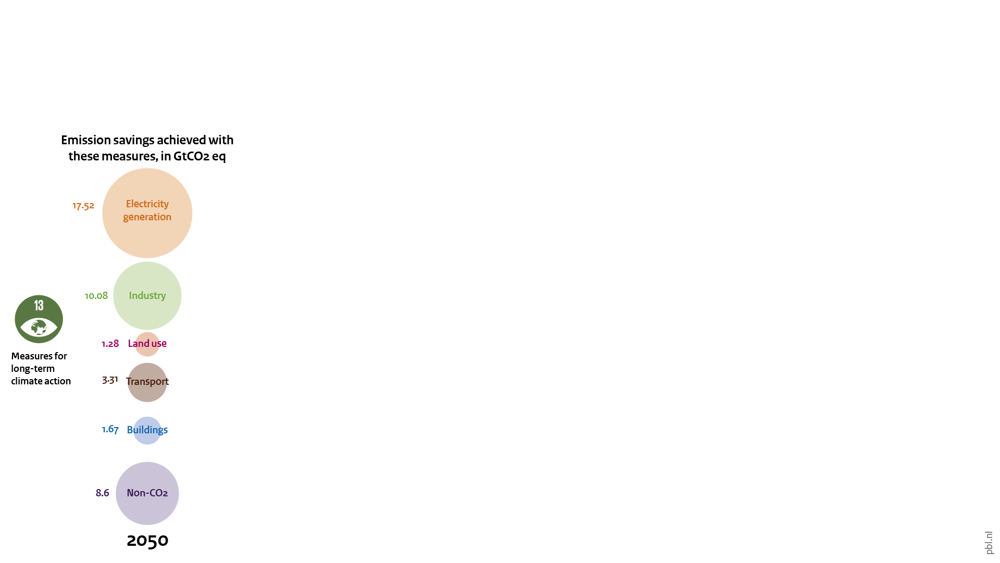 Emission savings achieved with
these measures, in GtCO2 eq
17.52
Electricity
generation
10.08
Industry
13
Measures for
long-term
climate action
1.28
Land use
3.31
Transport
1.67
Buildings
8.6
Non-CO2
2050
pbl.nl